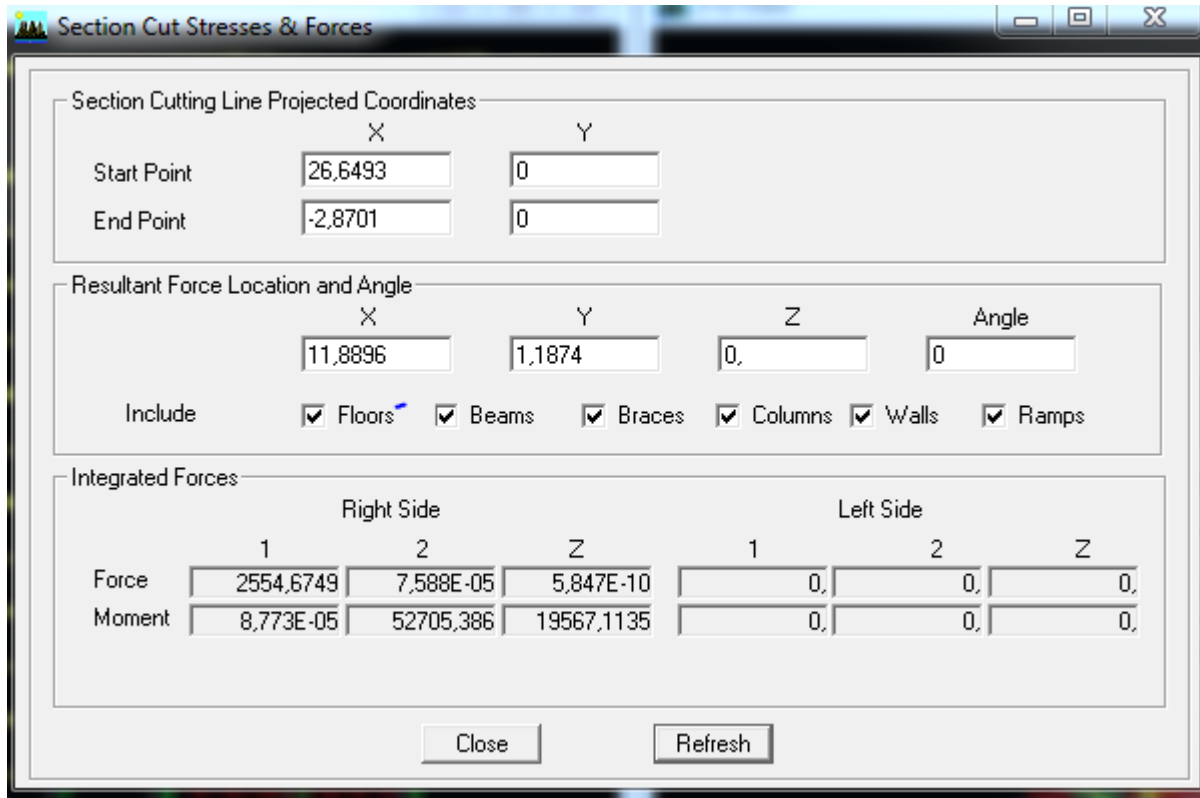 Section Cut Stresses & Forces
Section Cutting Line Projected Coordinates
X Y
Start Point 26,6493 0
End Point -2,8701 0
Resultant Force Location and Angle
X Y Z Angle
11,8896 1,1874 0, 0
Include Floors Beams Braces Columns Walls Ramps
Integrated Forces
Right Side Left Side
1 2 Z 1 2 Z
Force 2554,6749 7,588E-05 5,847E-10 0, 0, 0,
Moment 8,773E-05 52705,386 19567,1135 0, 0, 0,
Close Refresh